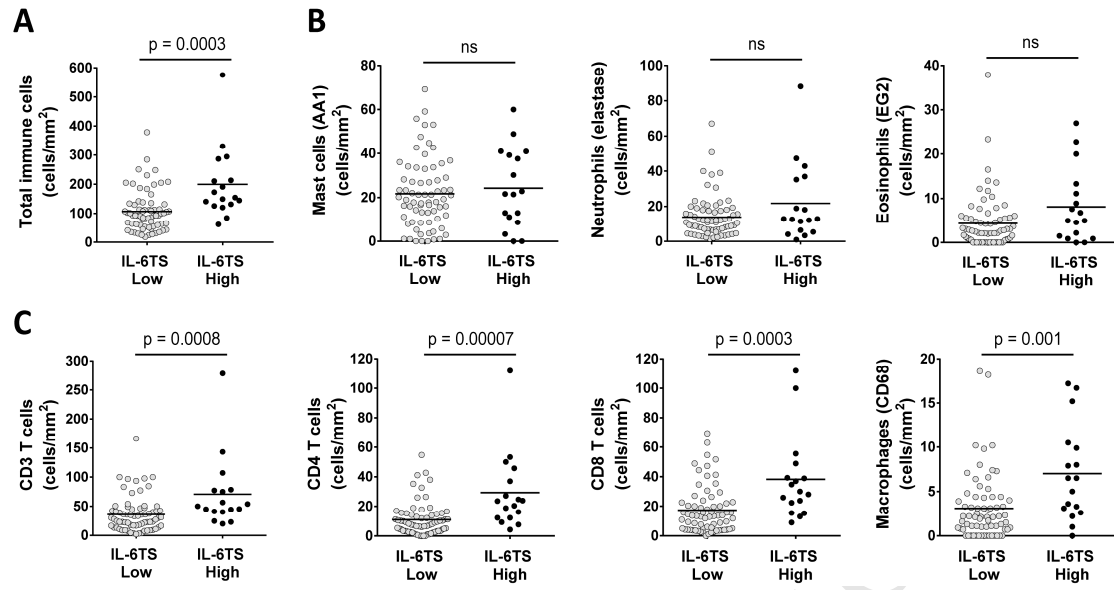 A
Total immune cells
(cells/mm²)
p = 0.0003
600
500
400
300
200
100
0
IL-6TS
Low
IL-6TS
High
B
Mast cells (AA1)
(cells/mm²)
ns
80
60
40
20
0
IL-6TS
Low
IL-6TS
High
Neutrophils (elastase)
(cells/mm²)
ns
100
80
60
40
20
0
IL-6TS
Low
IL-6TS
High
Eosinophils (EG2)
(cells/mm²)
ns
40
30
20
10
0
IL-6TS
Low
IL-6TS
High
C
CD3 T cells
(cells/mm²)
p = 0.0008
300
250
200
150
100
50
0
IL-6TS
Low
IL-6TS
High
CD4 T cells
(cells/mm²)
p = 0.00007
120
100
80
60
40
20
0
IL-6TS
Low
IL-6TS
High
CD8 T cells
(cells/mm²)
p = 0.0003
120
100
80
60
40
20
0
IL-6TS
Low
IL-6TS
High
Macrophages (CD68)
(cells/mm²)
p = 0.001
20
15
10
5
0
IL-6TS
Low
IL-6TS
High